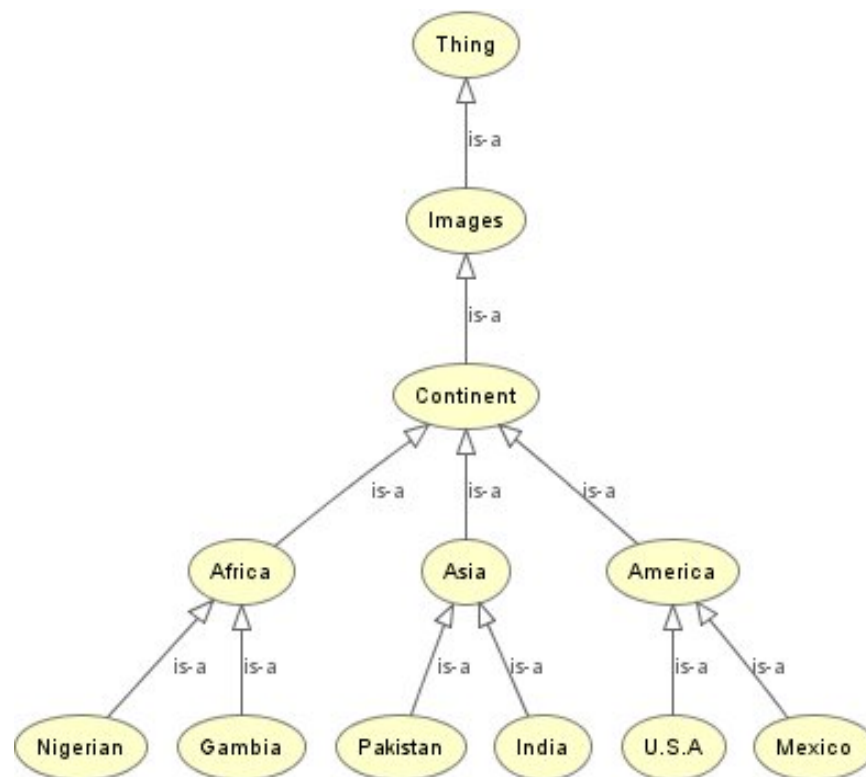 Thing
is-a
Images
is-a
Continent
is-a is-a is-a
Africa Asia America
is-a is-a is-a is-a is-a is-a
Nigerian Gambia Pakistan India U.S.A Mexico